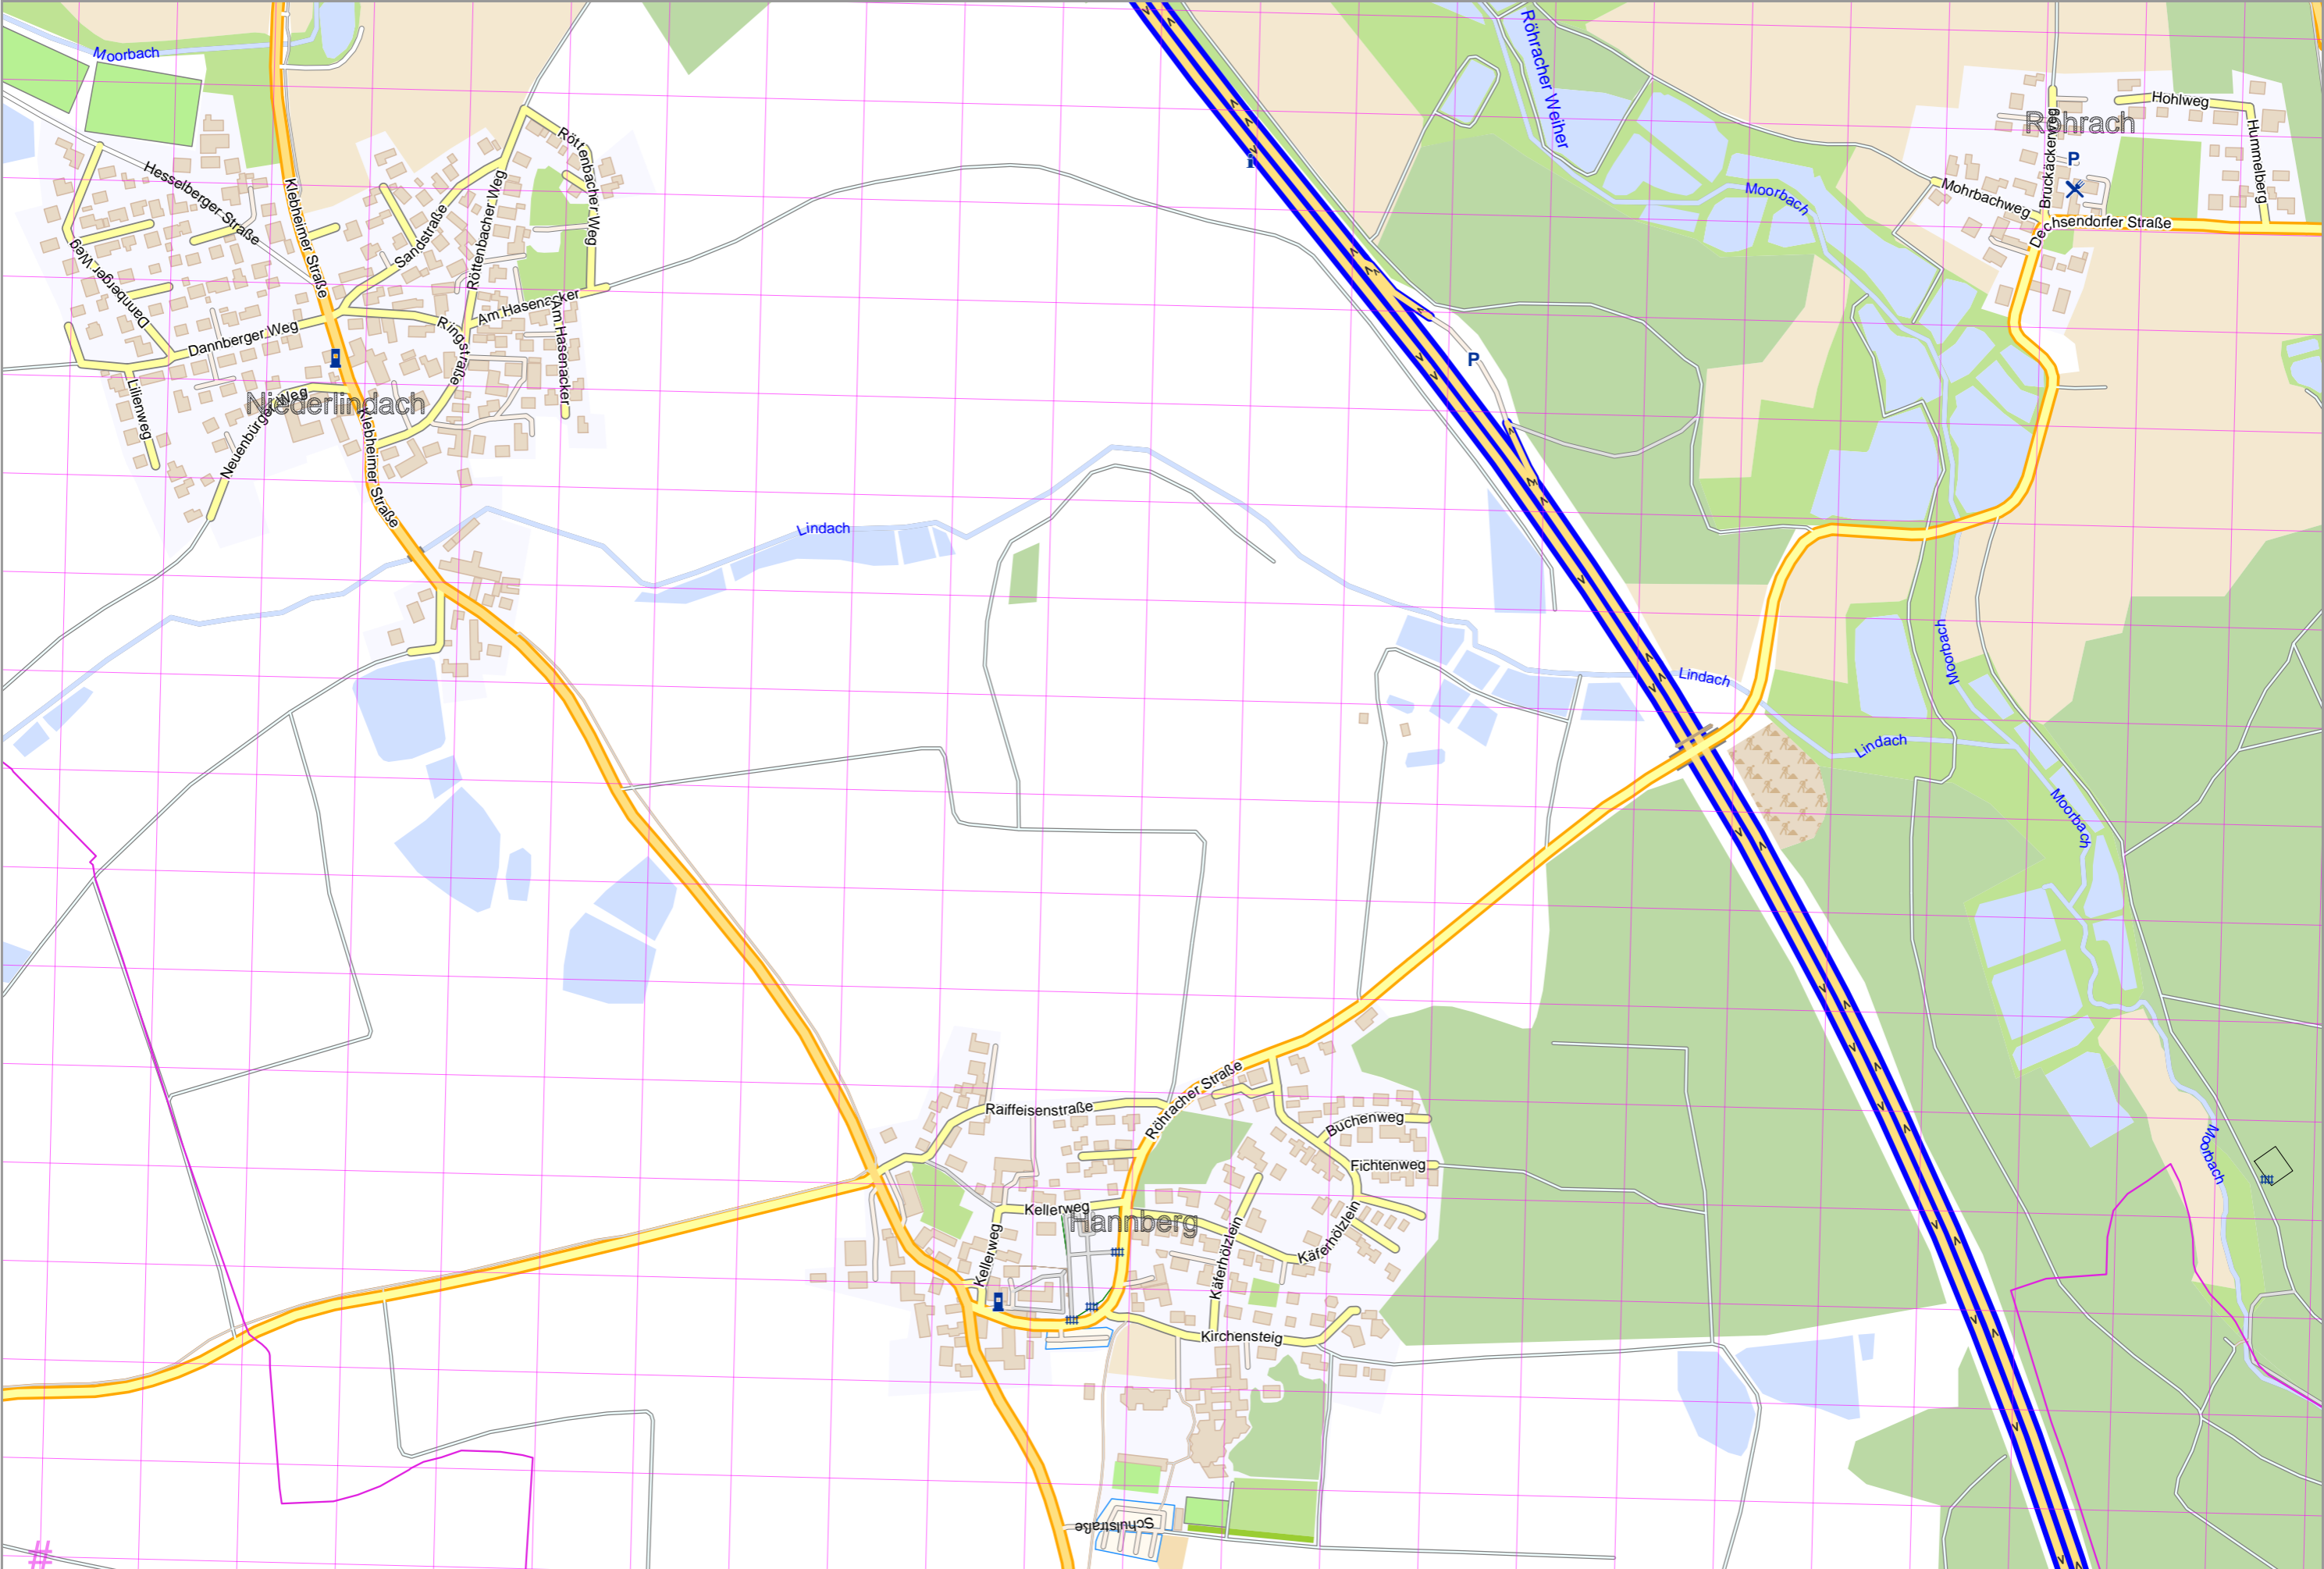 Moorbach
Röhracher Weiher
Hohlweg
Röhrach
Bruckäckerweg
Hummelberg
P
Röttenbacher Weg
Hesselberger Straße
Klebheimer Straße
Röttenbacher Weg
Sandstraße
Moorbach
Mohrbachweg
Dechsendorfer Straße
Dannberger Weg
Am Hasenacker
Am Hasenacker
Ringstraße
Dannberger Weg
P
Lilienweg
Niederlindach
Neuenbürger Weg
Klebheimer Straße
Lindach
Moorbach
Lindach
Lindach
Moorbach
Röhracher Straße
Raiffeisenstraße
Buchenweg
Fichtenweg
Moorbach
Kellerweg
Hannberg
Käferhölzlein
Käferhölzlein
Kellerweg
Kirchensteig
Schulstraße
#